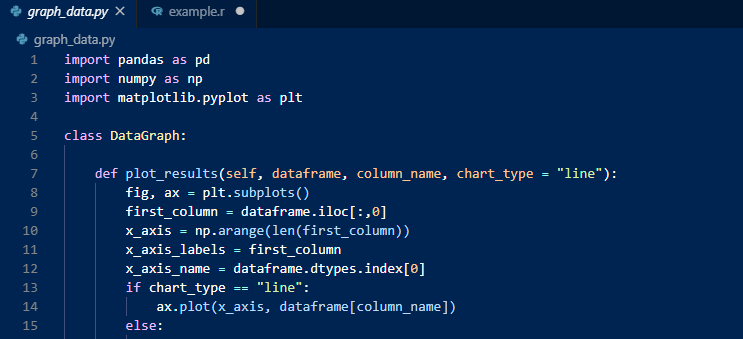 graph_data.py × example.r
graph_data.py
1 import pandas as pd
2 import numpy as np
3 import matplotlib.pyplot as plt
4
5 class DataGraph:
6
7     def plot_results(self, dataframe, column_name, chart_type = "line"):
8         fig, ax = plt.subplots()
9         first_column = dataframe.iloc[:,0]
10         x_axis = np.arange(len(first_column))
11         x_axis_labels = first_column
12         x_axis_name = dataframe.dtypes.index[0]
13         if chart_type == "line":
14             ax.plot(x_axis, dataframe[column_name])
15         else: